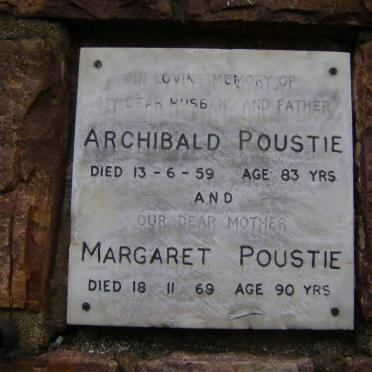 IN LOVING MEMORY OF
MY DEAR HUSBAND AND FATHER
ARCHIBALD POUSTIE
DIED 13-6-59 AGE 83 YRS
AND
OUR DEAR MOTHER
MARGARET POUSTIE
DIED 18 11 69 AGE 90 YRS